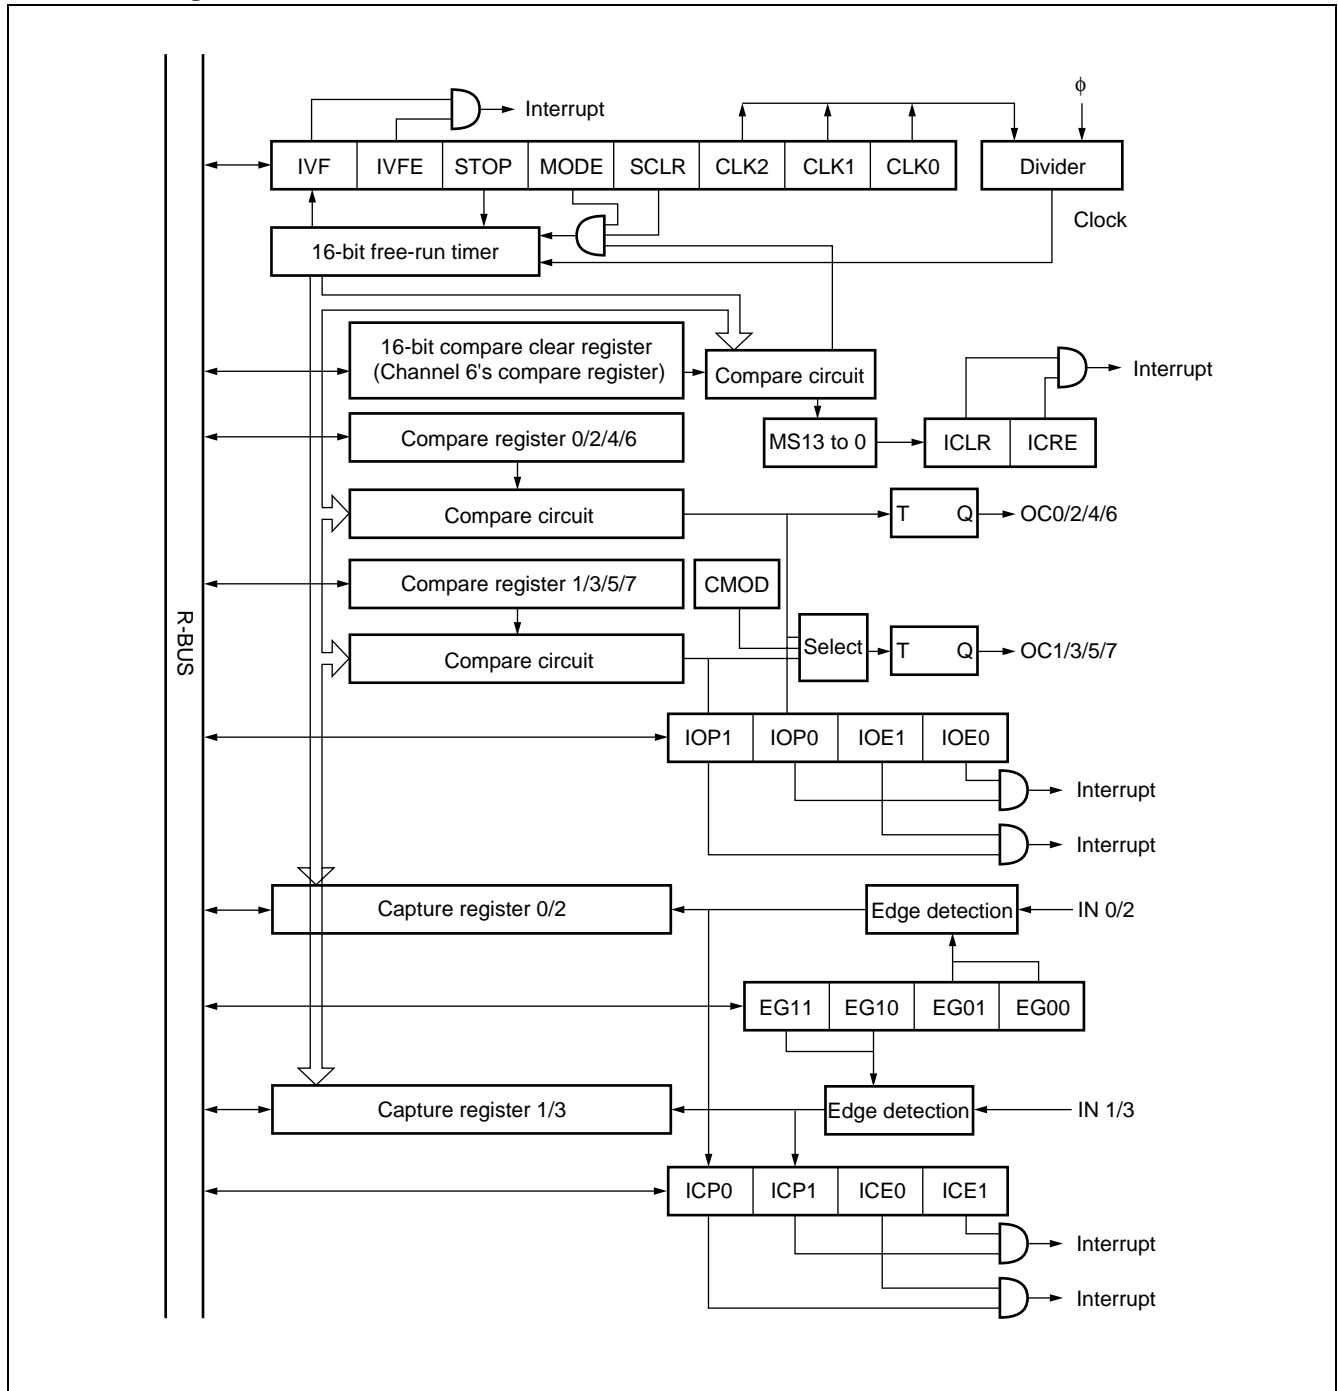 φ
Interrupt
IVF IVFE STOP MODE SCLR CLK2 CLK1 CLK0 Divider
Clock
16-bit free-run timer
16-bit compare clear register
(Channel 6's compare register)
Compare circuit
Interrupt
Compare register 0/2/4/6
MS13 to 0
ICLR ICRE
Compare circuit
T Q OC0/2/4/6
Compare register 1/3/5/7
CMOD
R-BUS
Compare circuit
Select
T Q OC1/3/5/7
IOP1 IOP0 IOE1 IOE0
Interrupt
Interrupt
Capture register 0/2
Edge detection
IN 0/2
EG11 EG10 EG01 EG00
Capture register 1/3
Edge detection
IN 1/3
ICP0 ICP1 ICE0 ICE1
Interrupt
Interrupt